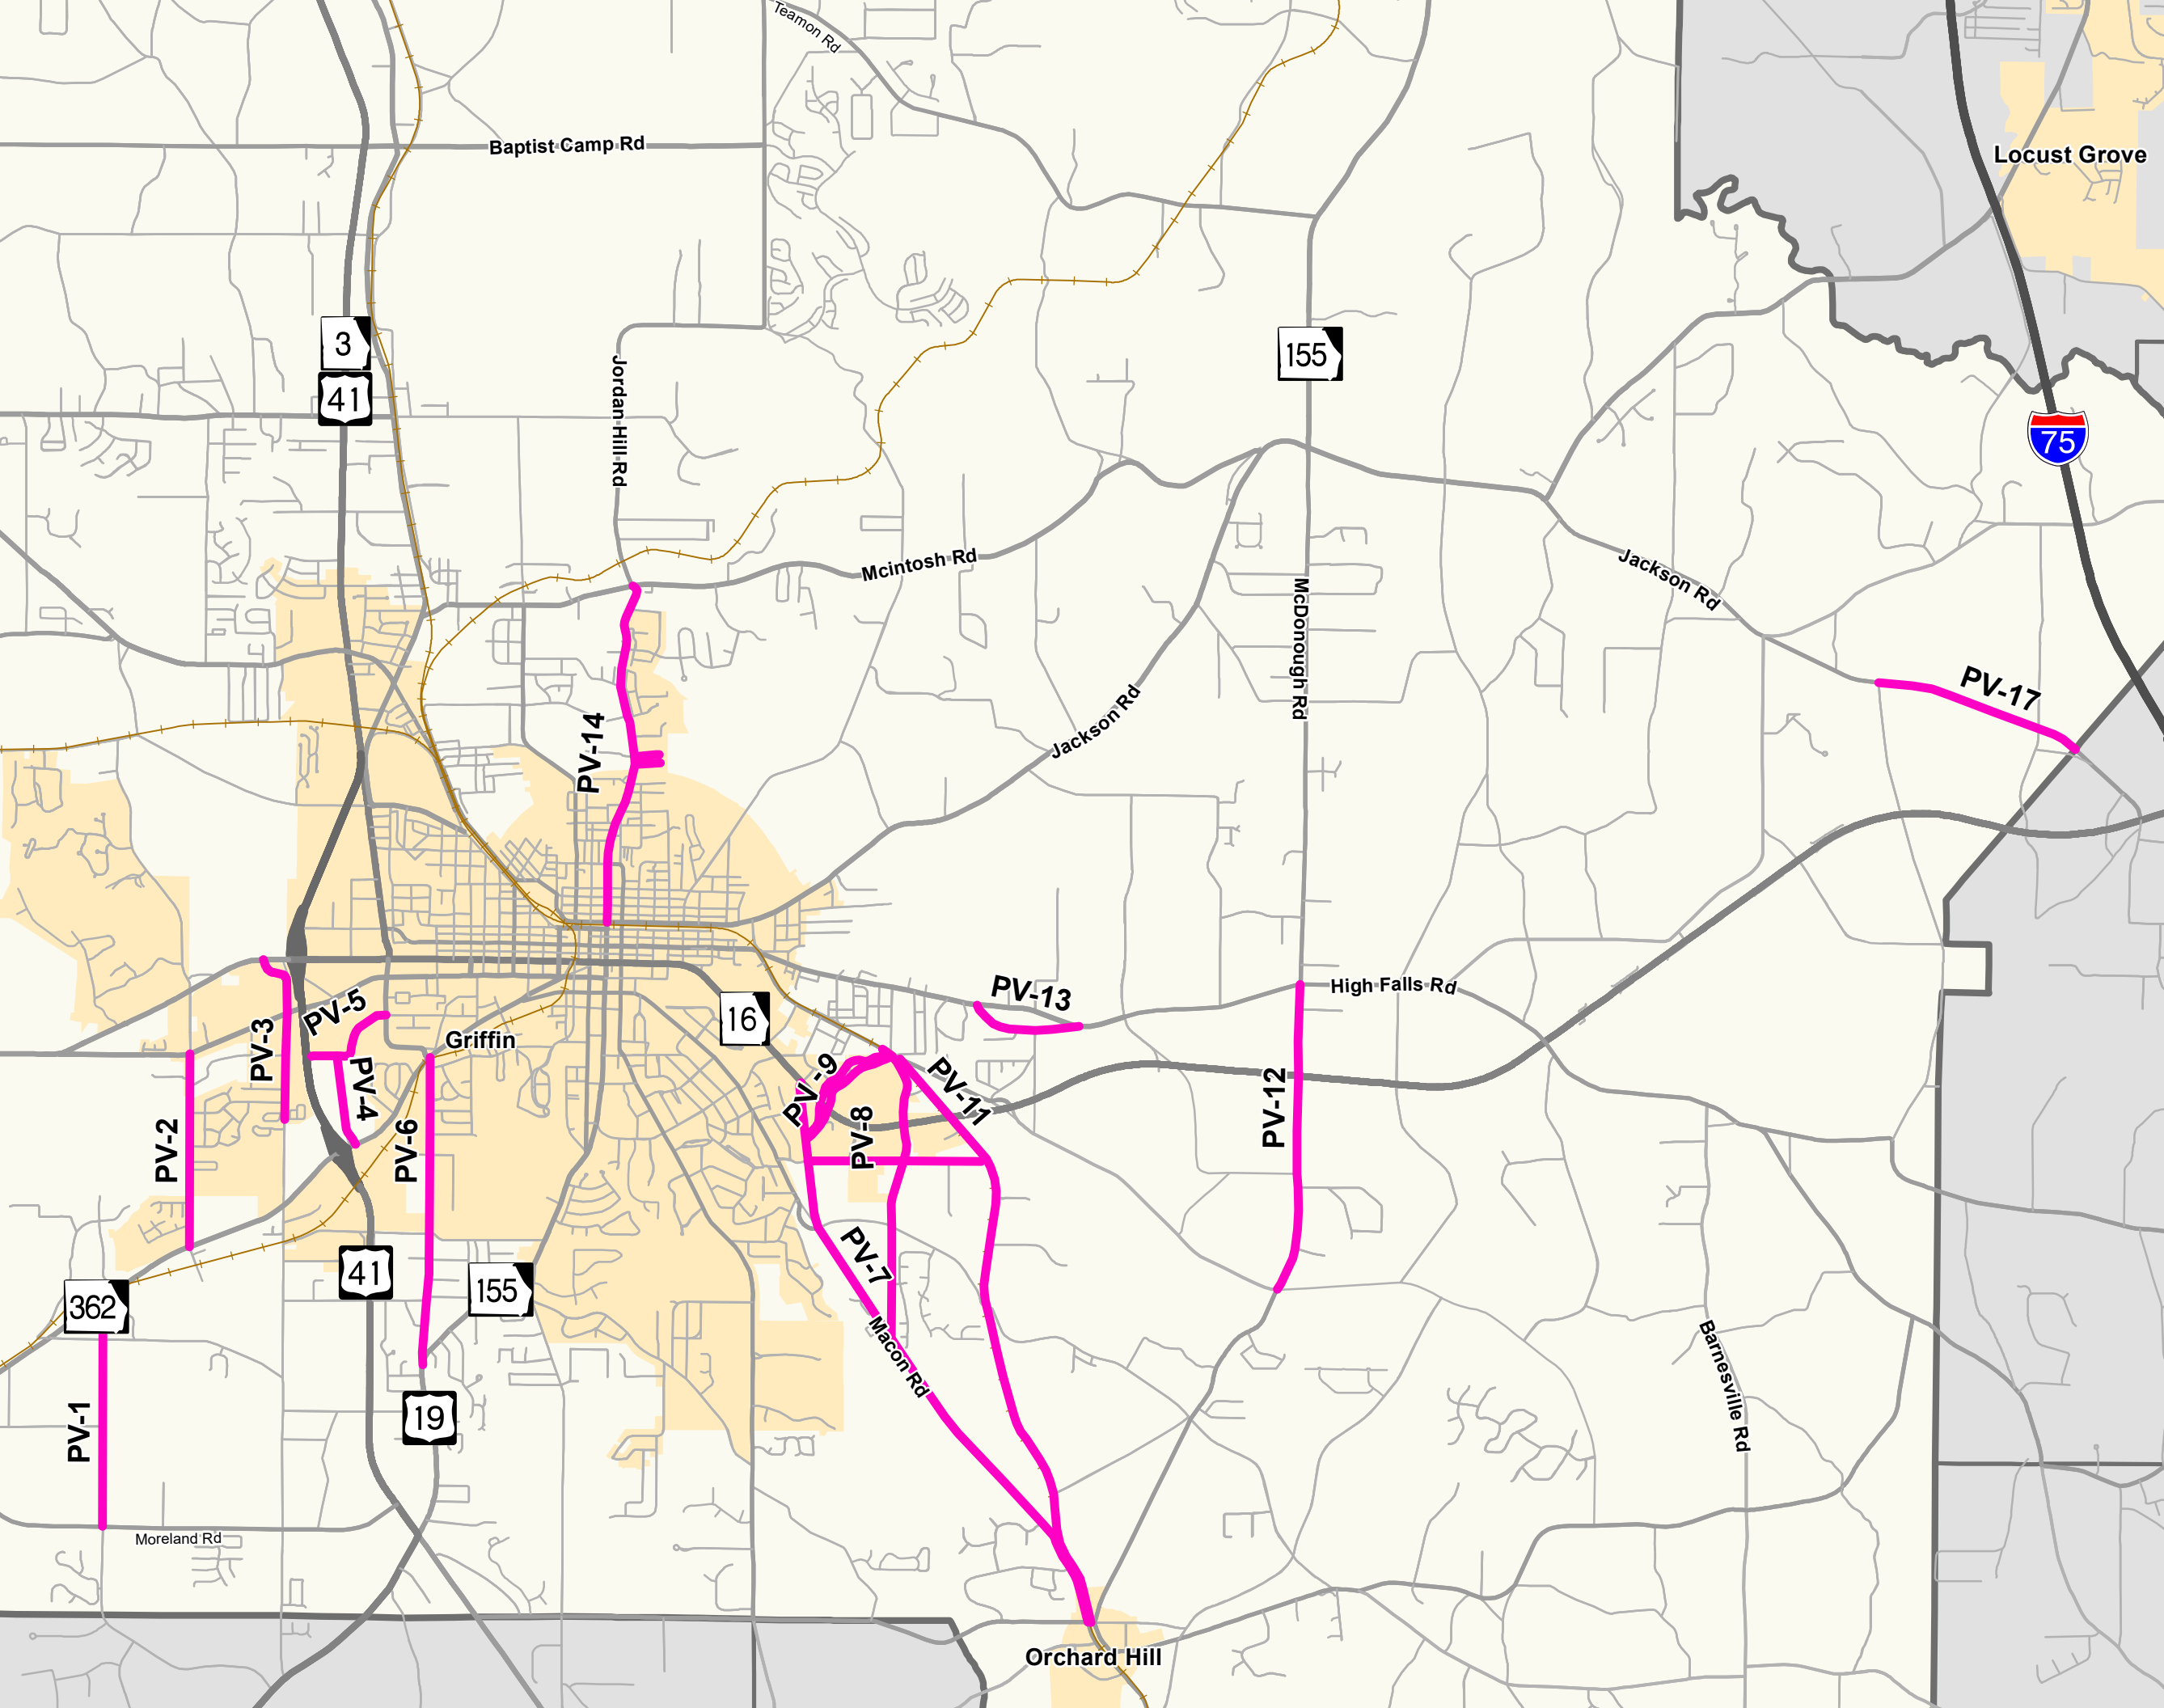 Teamon Rd
Baptist Camp Rd
Locust Grove
3
41
155
Jordan Hill Rd
75
Mcintosh Rd
Jackson Rd
McDonough Rd
PV-17
Jackson Rd
PV-14
PV-13
High Falls Rd
PV-5
16
PV-3
Griffin
PV-4
PV-9
PV-11
PV-12
PV-8
PV-2
PV-6
PV-7
41
155
362
Macon Rd
Barnesville Rd
PV-1
19
Moreland Rd
Orchard Hill